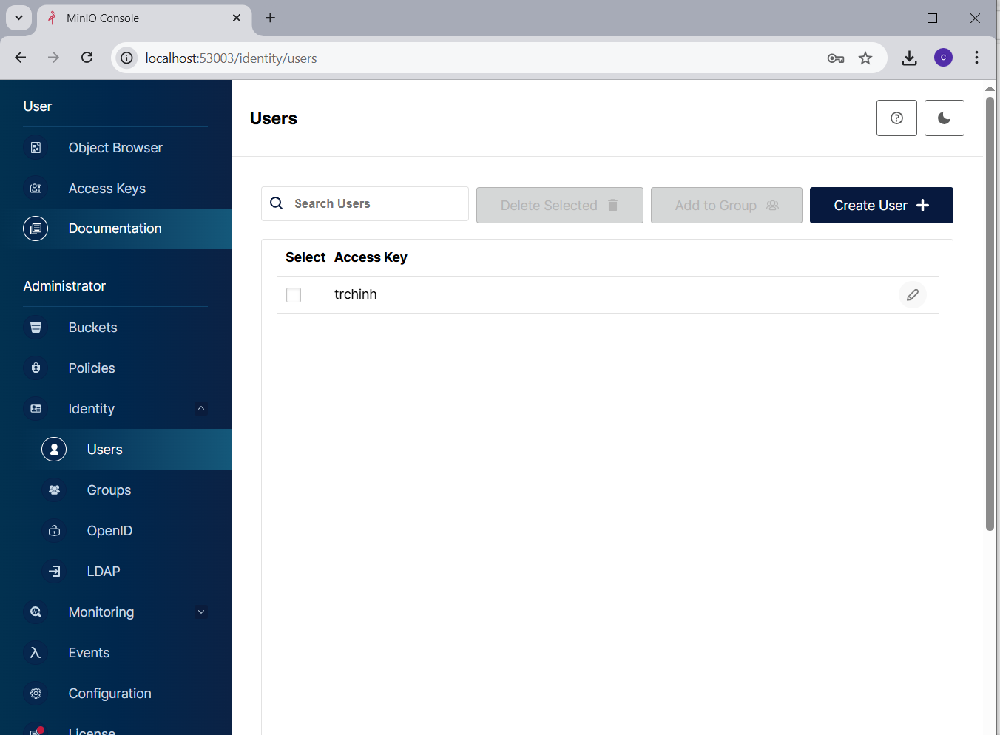 MinIO Console
localhost:53003/identity/users
C
User
Object Browser
Access Keys
Documentation
Administrator
Buckets
Policies
Identity
Users
Groups
OpenID
LDAP
Monitoring
Events
Configuration
License
Users
Search Users
Delete Selected
Add to Group
Create User
Select Access Key
trchinh